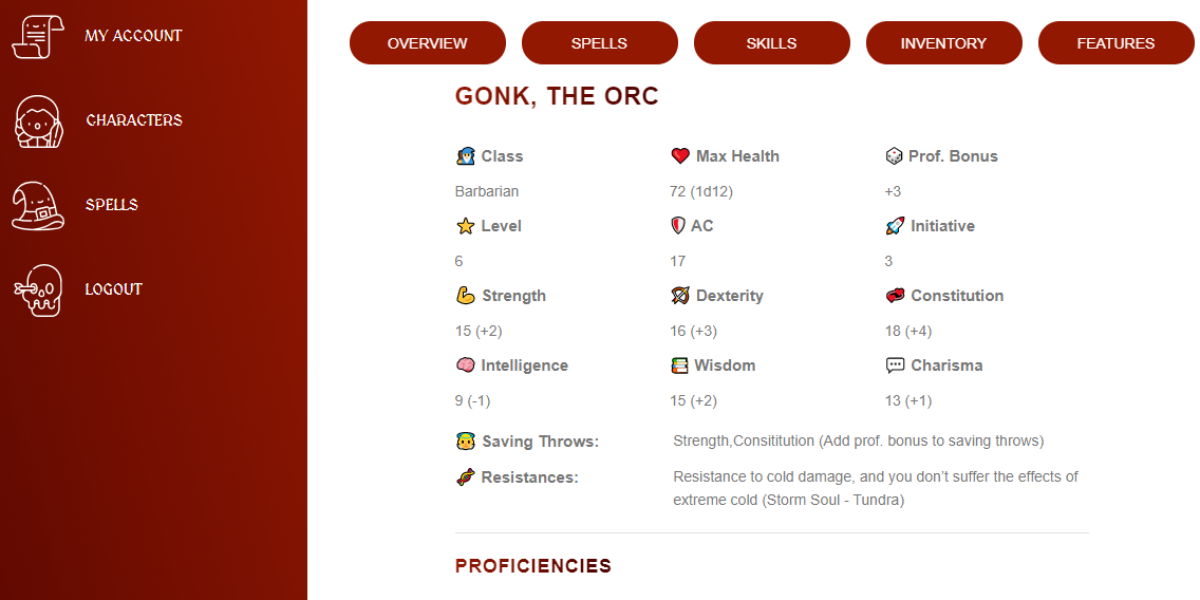 MY ACCOUNT
CHARACTERS
SPELLS
LOGOUT
OVERVIEW SPELLS SKILLS INVENTORY FEATURES
GONK, THE ORC
Class Max Health Prof. Bonus
Barbarian 72 (1d12) +3
Level AC Initiative
6 17 3
Strength Dexterity Constitution
15 (+2) 16 (+3) 18 (+4)
Intelligence Wisdom Charisma
9 (-1) 15 (+2) 13 (+1)
Saving Throws: Strength,Consititution (Add prof. bonus to saving throws)
Resistances: Resistance to cold damage, and you don’t suffer the effects of
extreme cold (Storm Soul - Tundra)
PROFICIENCIES